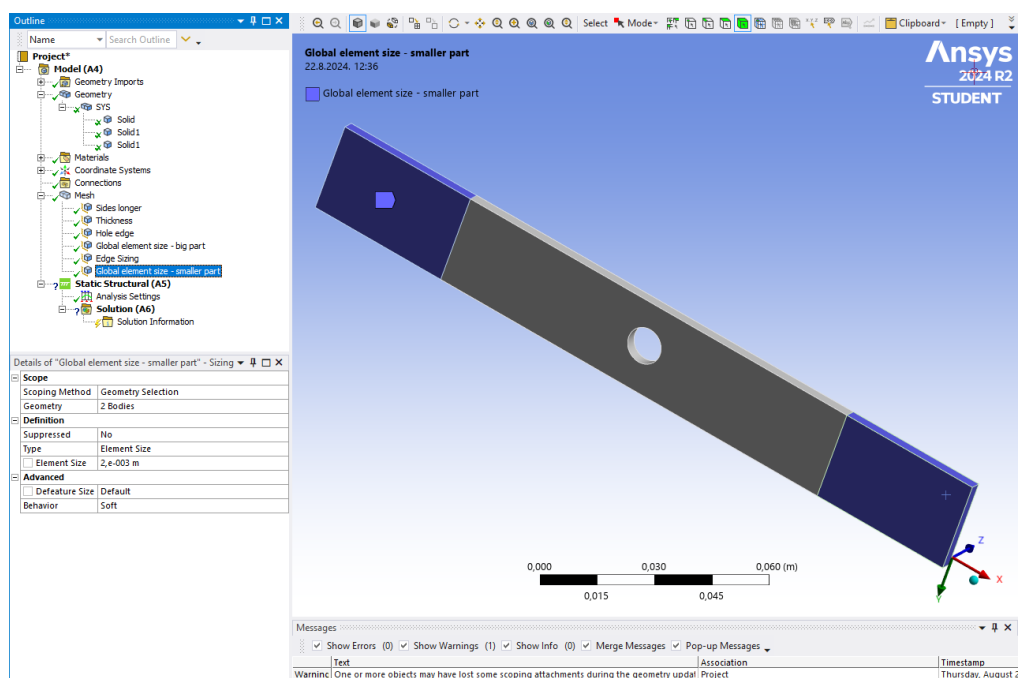 Outline
Name Search Outline
Project*
Model (A4)
Geometry Imports
Geometry
SYS
Solid
Solid1
Solid1
Materials
Coordinate Systems
Connections
Mesh
Sides longer
Thickness
Hole edge
Global element size - big part
Edge Sizing
Global element size - smaller part
Static Structural (A5)
Analysis Settings
Solution (A6)
Solution Information
Details of "Global element size - smaller part" - Sizing
Scope
Scoping Method Geometry Selection
Geometry 2 Bodies
Definition
Suppressed No
Type Element Size
Element Size 2,e-003 m
Advanced
Defeature Size Default
Behavior Soft
Select Mode Clipboard [ Empty ]
Global element size - smaller part
22.8.2024. 12:36
Global element size - smaller part
Ansys
2024 R2
STUDENT
0,000 0,030 0,060 (m)
0,015 0,045
Z
X
Y
Messages
Show Errors (0) Show Warnings (1) Show Info (0) Merge Messages Pop-up Messages
Text Association Timestamp
Warning One or more objects may have lost some scoping attachments during the geometry updat Project Thursday, August 2